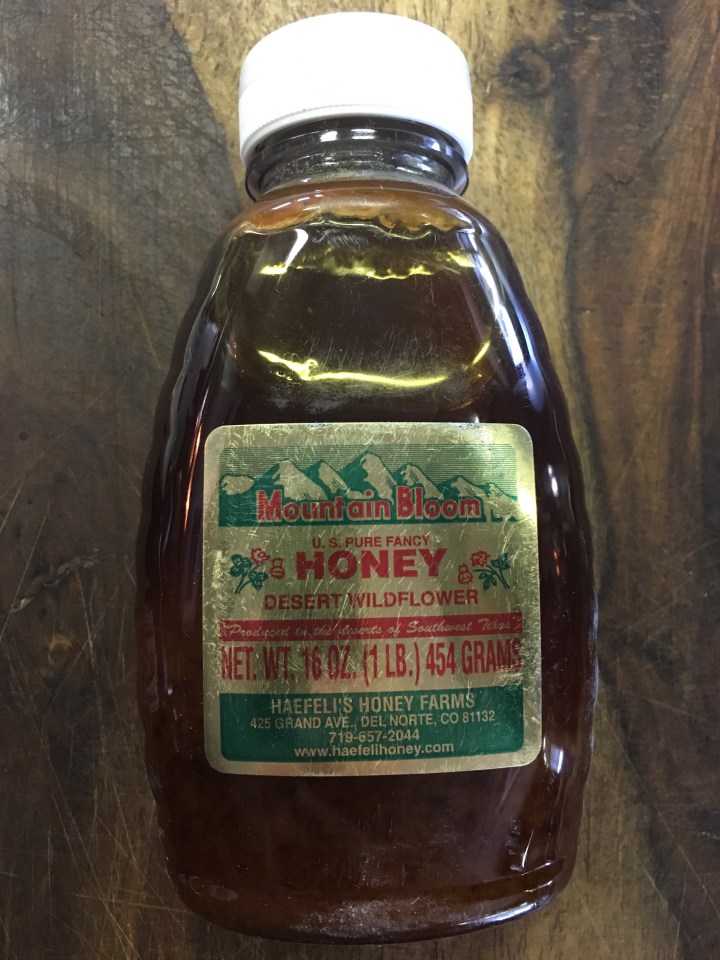 Mountain Bloom
U. S. PURE FANCY
HONEY
DESERT WILDFLOWER
Produced in the deserts of Southwest Texas
NET. WT. 16 OZ. (1 LB.) 454 GRAMS
HAEFELI'S HONEY FARMS
425 GRAND AVE., DEL NORTE, CO 81132
719-657-2044
www.haefelihoney.com